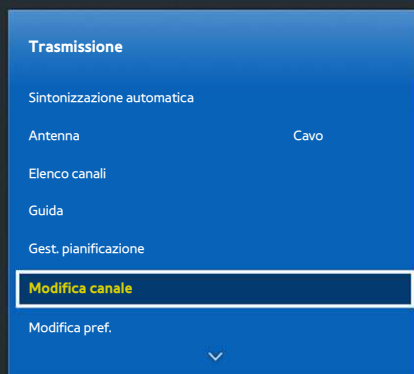 Trasmissione
Sintonizzazione automatica
Antenna Cavo
Elenco canali
Guida
Gest. pianificazione
Modifica canale
Modifica pref.